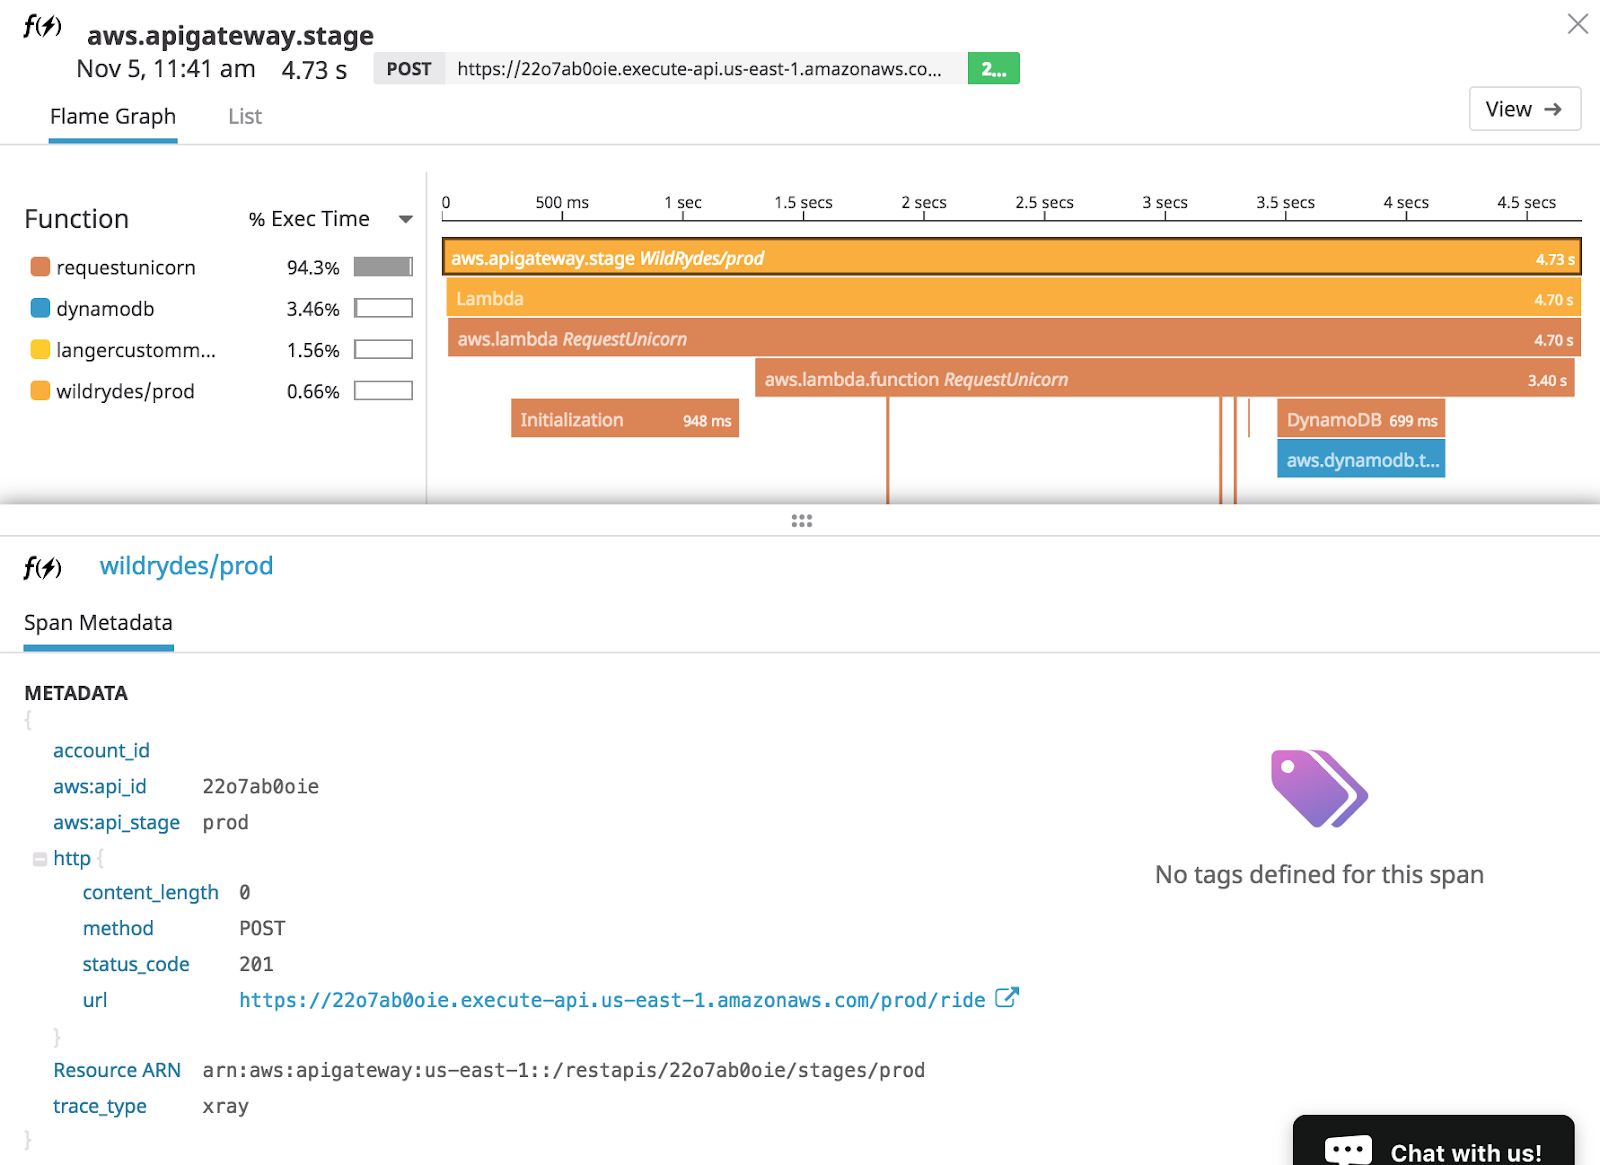 f(⚡) aws.apigateway.stage
Nov 5, 11:41 am 4.73 s POST https://22o7ab0oie.execute-api.us-east-1.amazonaws.co... 2...
Flame Graph List View →
0 500 ms 1 sec 1.5 secs 2 secs 2.5 secs 3 secs 3.5 secs 4 secs 4.5 secs
Function % Exec Time
requestunicorn 94.3%
dynamodb 3.46%
langercustomm... 1.56%
wildrydes/prod 0.66%
aws.apigateway.stage WildRydes/prod 4.73 s
Lambda 4.70 s
aws.lambda RequestUnicorn 4.70 s
aws.lambda.function RequestUnicorn 3.40 s
Initialization 948 ms DynamoDB 699 ms
aws.dynamodb.t...
f(⚡) wildrydes/prod
Span Metadata
METADATA
{
account_id
aws:api_id 22o7ab0oie
aws:api_stage prod
http {
content_length 0
method POST
status_code 201
url https://22o7ab0oie.execute-api.us-east-1.amazonaws.com/prod/ride
}
Resource ARN arn:aws:apigateway:us-east-1::/restapis/22o7ab0oie/stages/prod
trace_type xray
}
No tags defined for this span
Chat with us!